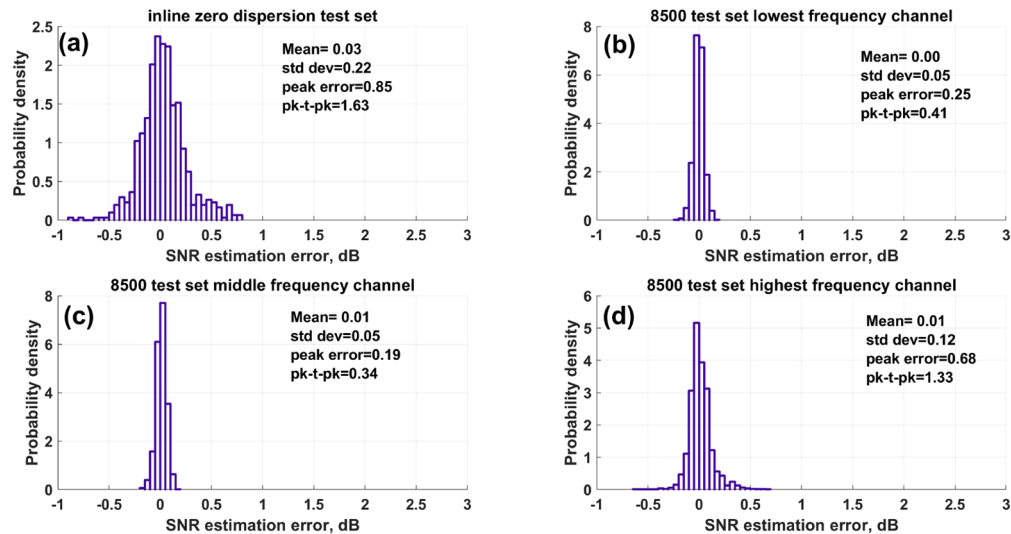 inline zero dispersion test set
(a)
Mean= 0.03
std dev=0.22
peak error=0.85
pk-t-pk=1.63
Probability density
2.5
2
1.5
1
0.5
0
-1 -0.5 0 0.5 1 1.5 2 2.5 3
SNR estimation error, dB
8500 test set lowest frequency channel
(b)
Mean= 0.00
std dev=0.05
peak error=0.25
pk-t-pk=0.41
Probability density
8
6
4
2
0
-1 -0.5 0 0.5 1 1.5 2 2.5 3
SNR estimation error, dB
8500 test set middle frequency channel
(c)
Mean= 0.01
std dev=0.05
peak error=0.19
pk-t-pk=0.34
Probability density
8
6
4
2
0
-1 -0.5 0 0.5 1 1.5 2 2.5 3
SNR estimation error, dB
8500 test set highest frequency channel
(d)
Mean= 0.01
std dev=0.12
peak error=0.68
pk-t-pk=1.33
Probability density
6
5
4
3
2
1
0
-1 -0.5 0 0.5 1 1.5 2 2.5 3
SNR estimation error, dB